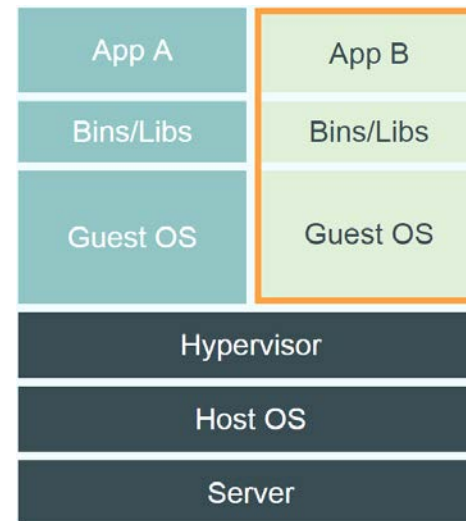 App A
App B
Bins/Libs
Bins/Libs
Guest OS
Guest OS
Hypervisor
Host OS
Server